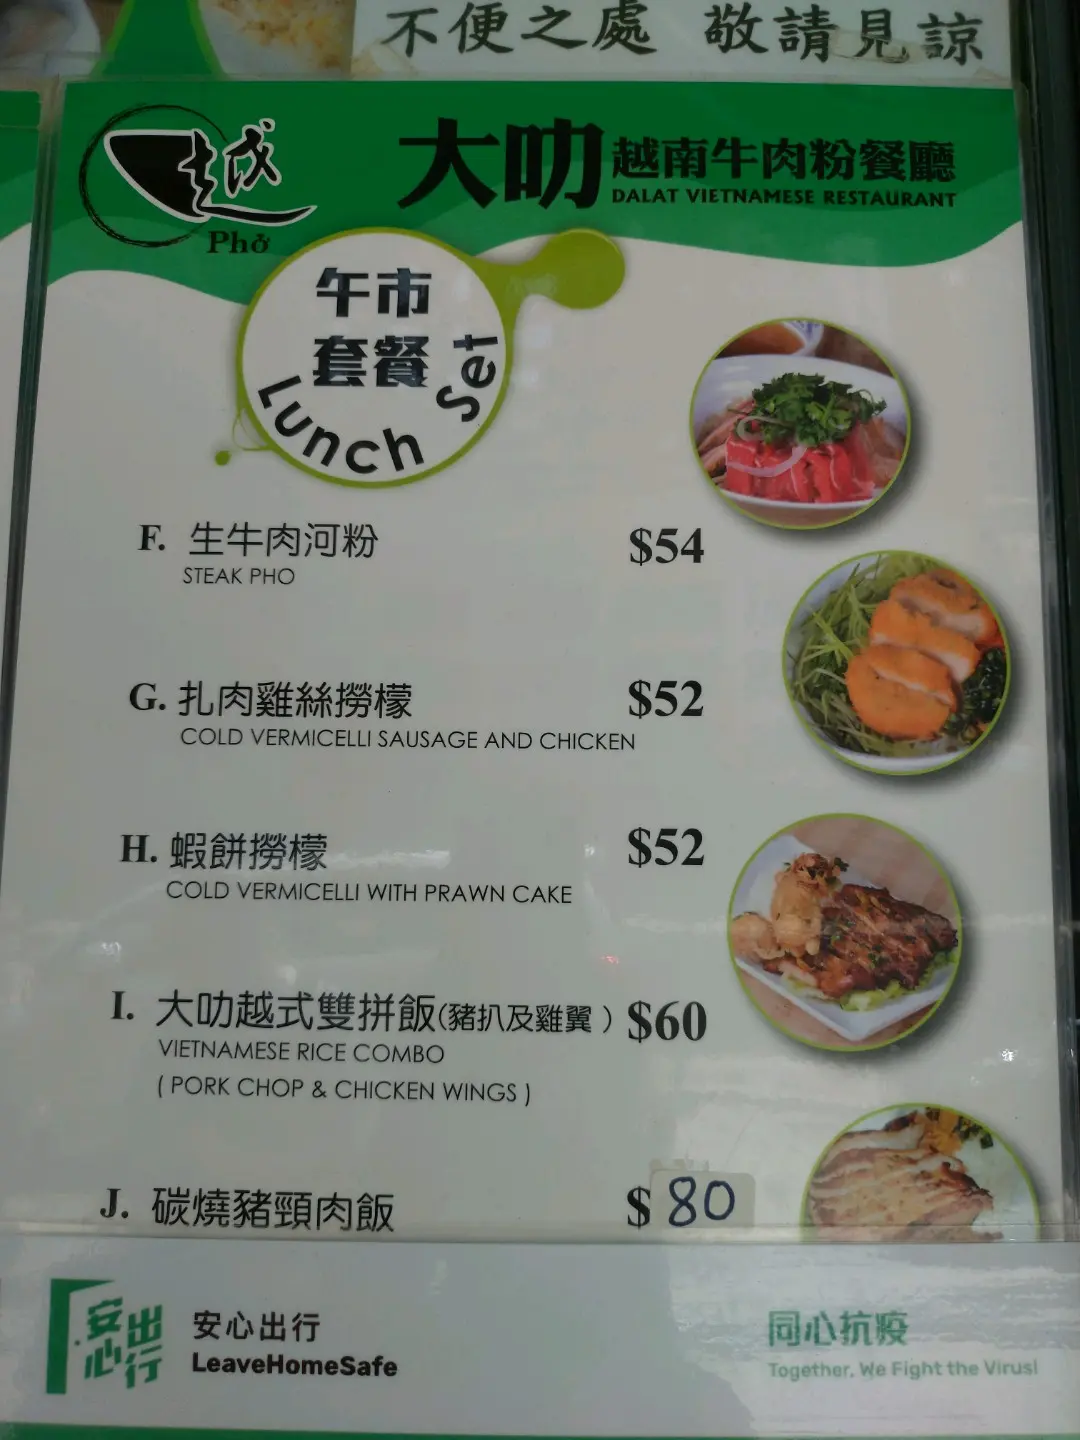 不便之處 敬請見諒
越
Phở
大叻越南牛肉粉餐廳
DALAT VIETNAMESE RESTAURANT
午市
套餐
Lunch Set
F. 生牛肉河粉 $54
STEAK PHO
G. 扎肉雞絲撈檬 $52
COLD VERMICELLI SAUSAGE AND CHICKEN
H. 蝦餅撈檬 $52
COLD VERMICELLI WITH PRAWN CAKE
I. 大叻越式雙拼飯(豬扒及雞翼) $60
VIETNAMESE RICE COMBO
( PORK CHOP & CHICKEN WINGS )
J. 碳燒豬頸肉飯 $80
安心出行
安心出行
LeaveHomeSafe
同心抗疫
Together, We Fight the Virus!